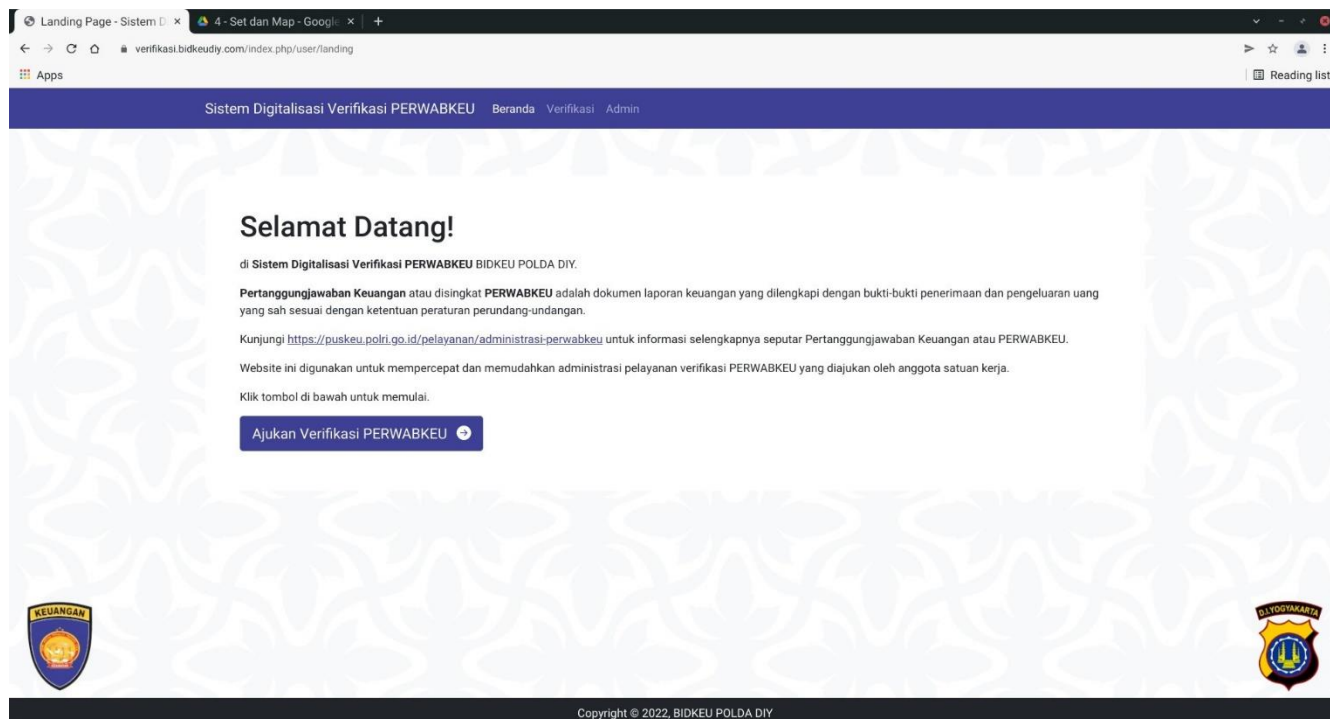 Landing Page - Sistem D
4 - Set dan Map - Google
verifikasi.bidkeudiy.com/index.php/user/landing
Apps
Reading list
Sistem Digitalisasi Verifikasi PERWABKEU Beranda Verifikasi Admin
Selamat Datang!
di Sistem Digitalisasi Verifikasi PERWABKEU BIDKEU POLDA DIY.
Pertanggungjawaban Keuangan atau disingkat PERWABKEU adalah dokumen laporan keuangan yang dilengkapi dengan bukti-bukti penerimaan dan pengeluaran uang
yang sah sesuai dengan ketentuan peraturan perundang-undangan.
Kunjungi https://puskeu.polri.go.id/pelayanan/administrasi-perwabkeu untuk informasi selengkapnya seputar Pertanggungjawaban Keuangan atau PERWABKEU.
Website ini digunakan untuk mempercepat dan memudahkan administrasi pelayanan verifikasi PERWABKEU yang diajukan oleh anggota satuan kerja.
Klik tombol di bawah untuk memulai.
Ajukan Verifikasi PERWABKEU
KEUANGAN
D.I.YOGYAKARTA
Copyright © 2022, BIDKEU POLDA DIY